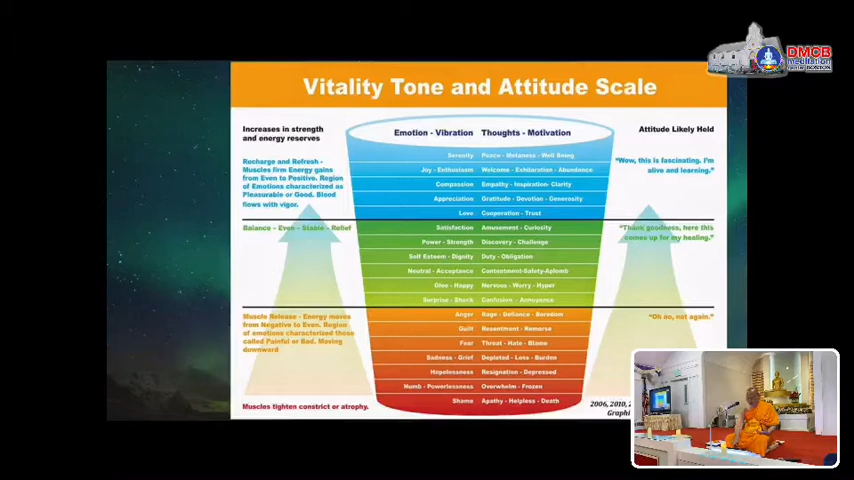 DMCB
meditation
Center BOSTON
Vitality Tone and Attitude Scale
Increases in strength
and energy reserves
Emotion - Vibration Thoughts - Motivation
Attitude Likely Held
Recharge and Refresh -
Muscles firm Energy gains
from Even to Positive. Region
of Emotions characterized as
Pleasurable or Good. Blood
flows with vigor.
Serenity Peace - Metaness - Well Being
Joy - Enthusiasm Welcome - Exhilaration - Abundance
Compassion Empathy - Inspiration- Clarity
Appreciation Gratitude - Devotion - Generosity
Love Cooperation - Trust
"Wow, this is fascinating. I'm
alive and learning."
Balance - Even - Stable - Relief
Satisfaction Amusement - Curiosity
Power - Strength Discovery - Challenge
Self Esteem - Dignity Duty - Obligation
Neutral - Acceptance Contentment-Safety-Aplomb
Glee - Happy Nervous - Worry - Hyper
Surprise - Shock Confusion - Annoyance
"Thank goodness, here this
comes up for my healing."
Muscle Release - Energy moves
from Negative to Even. Region
of emotions characterized those
called Painful or Bad. Moving
downward
Anger Rage - Defiance - Boredom
Guilt Resentment - Remorse
Fear Threat - Hate - Blame
Sadness - Grief Depleted - Loss - Burden
Hopelessness Resignation - Depressed
Numb - Powerlessness Overwhelm - Frozen
Shame Apathy - Helpless - Death
"Oh no, not again."
Muscles tighten constrict or atrophy.
2006, 2010, 2
Graphi